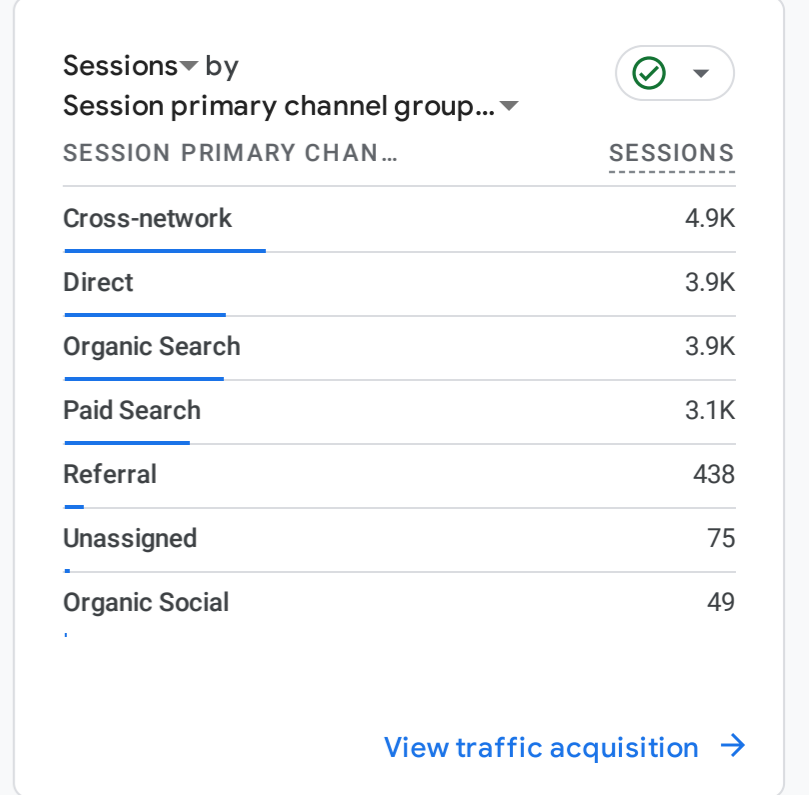 Sessions by
Session primary channel group...
SESSION PRIMARY CHAN...
SESSIONS
Cross-network 4.9K
Direct 3.9K
Organic Search 3.9K
Paid Search 3.1K
Referral 438
Unassigned 75
Organic Social 49
View traffic acquisition →